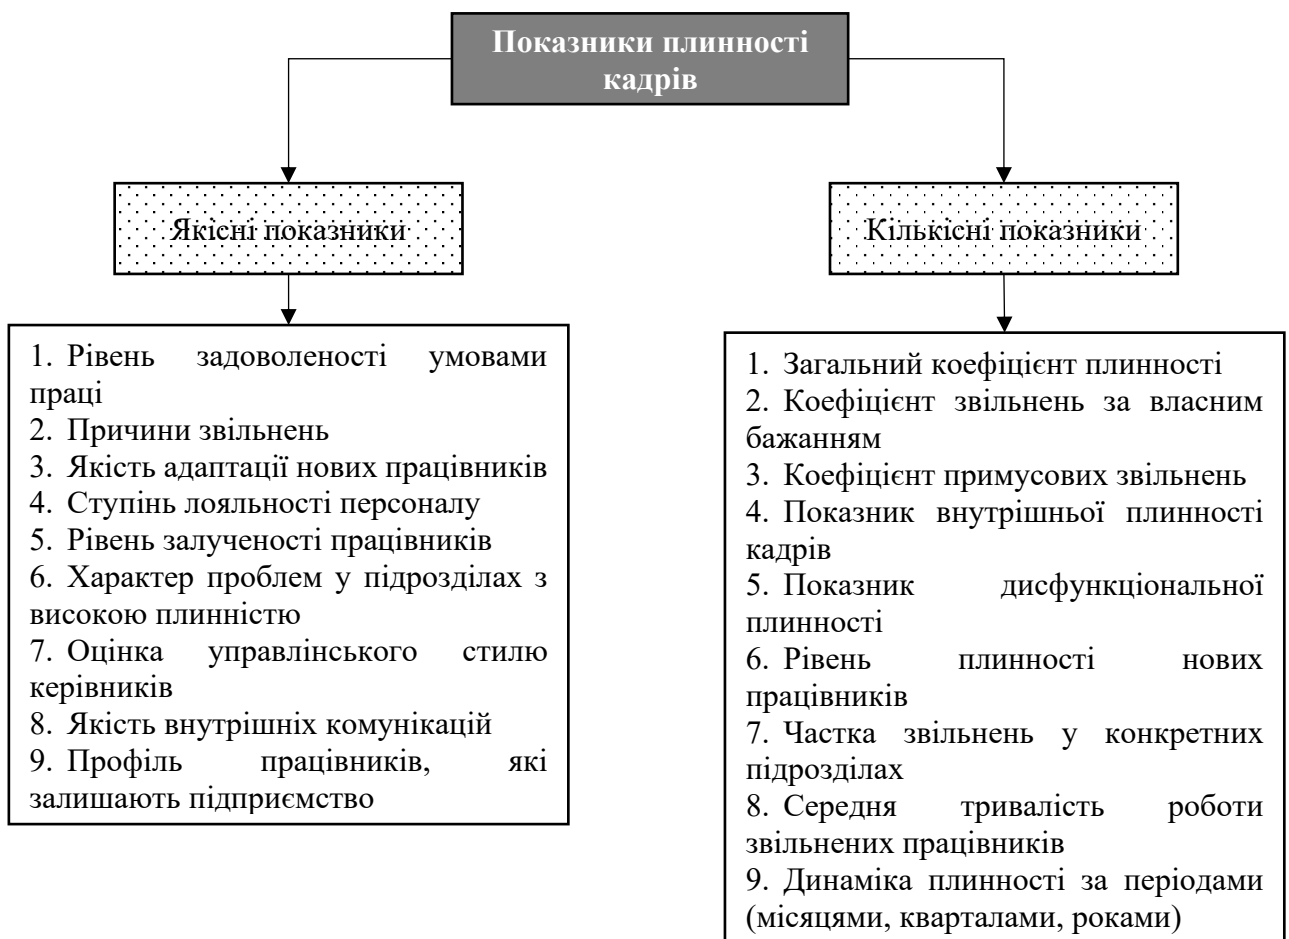 Показники плинності
кадрів
Якісні показники
Кількісні показники
1. Рівень задоволеності умовами
праці
2. Причини звільнень
3. Якість адаптації нових працівників
4. Ступінь лояльності персоналу
5. Рівень залученості працівників
6. Характер проблем у підрозділах з
високою плинністю
7. Оцінка управлінського стилю
керівників
8. Якість внутрішніх комунікацій
9. Профіль працівників, які
залишають підприємство
1. Загальний коефіцієнт плинності
2. Коефіцієнт звільнень за власним
бажанням
3. Коефіцієнт примусових звільнень
4. Показник внутрішньої плинності
кадрів
5. Показник дисфункціональної
плинності
6. Рівень плинності нових
працівників
7. Частка звільнень у конкретних
підрозділах
8. Середня тривалість роботи
звільнених працівників
9. Динаміка плинності за періодами
(місяцями, кварталами, роками)